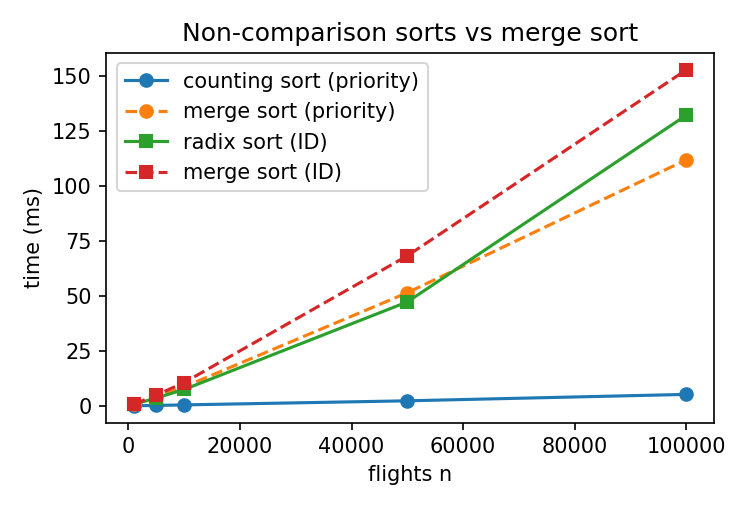 Non-comparison sorts vs merge sort
counting sort (priority)
merge sort (priority)
radix sort (ID)
merge sort (ID)
time (ms)
150
125
100
75
50
25
0
0 20000 40000 60000 80000 100000
flights n